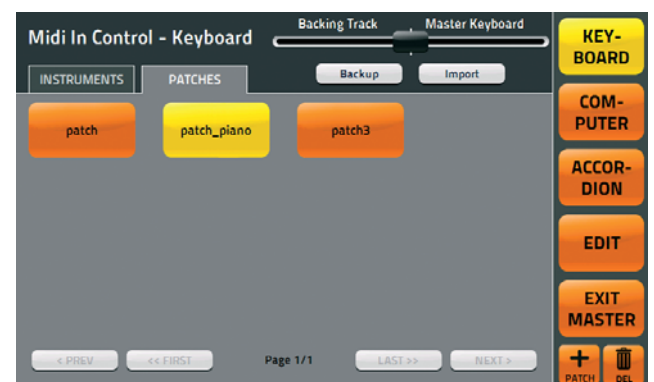 Midi In Control - Keyboard
Backing Track
Master Keyboard
INSTRUMENTS
PATCHES
Backup
Import
patch
patch_piano
patch3
< PREV
<< FIRST
Page 1/1
LAST >>
NEXT >
KEY-
BOARD
COM-
PUTER
ACCOR-
DION
EDIT
EXIT
MASTER
+
PATCH
DEL